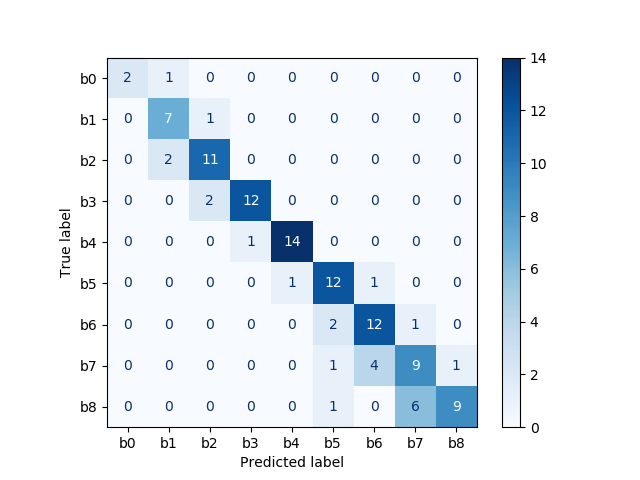 b0 2 1 0 0 0 0 0 0 0
b1 0 7 1 0 0 0 0 0 0
b2 0 2 11 0 0 0 0 0 0
b3 0 0 2 12 0 0 0 0 0
b4 0 0 0 1 14 0 0 0 0
b5 0 0 0 0 1 12 1 0 0
b6 0 0 0 0 0 2 12 1 0
b7 0 0 0 0 0 1 4 9 1
b8 0 0 0 0 0 1 0 6 9
b0 b1 b2 b3 b4 b5 b6 b7 b8
Predicted label
True label
14
12
10
8
6
4
2
0